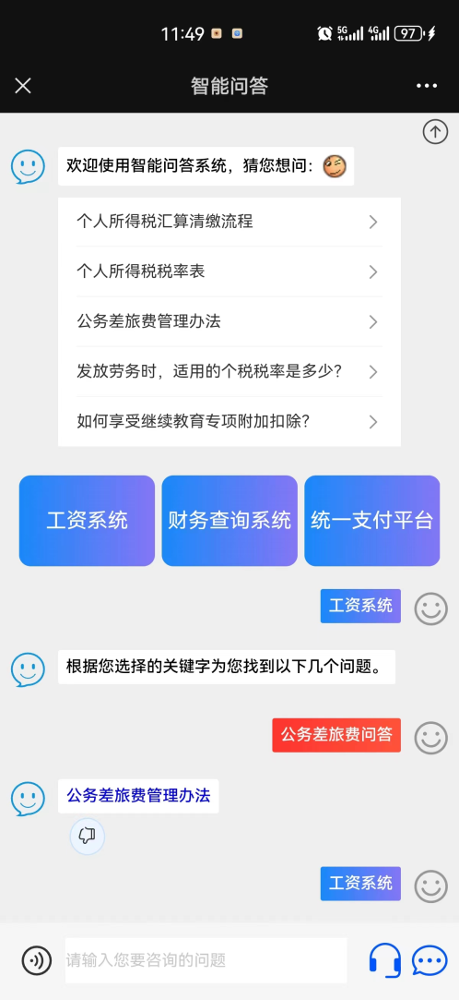 11:49
5G 4G 97
智能问答
欢迎使用智能问答系统，猜您想问：
个人所得税汇算清缴流程
个人所得税税率表
公务差旅费管理办法
发放劳务时，适用的个税税率是多少？
如何享受继续教育专项附加扣除？
工资系统 财务查询系统 统一支付平台
工资系统
根据您选择的关键字为您找到以下几个问题。
公务差旅费问答
公务差旅费管理办法
工资系统
请输入您要咨询的问题